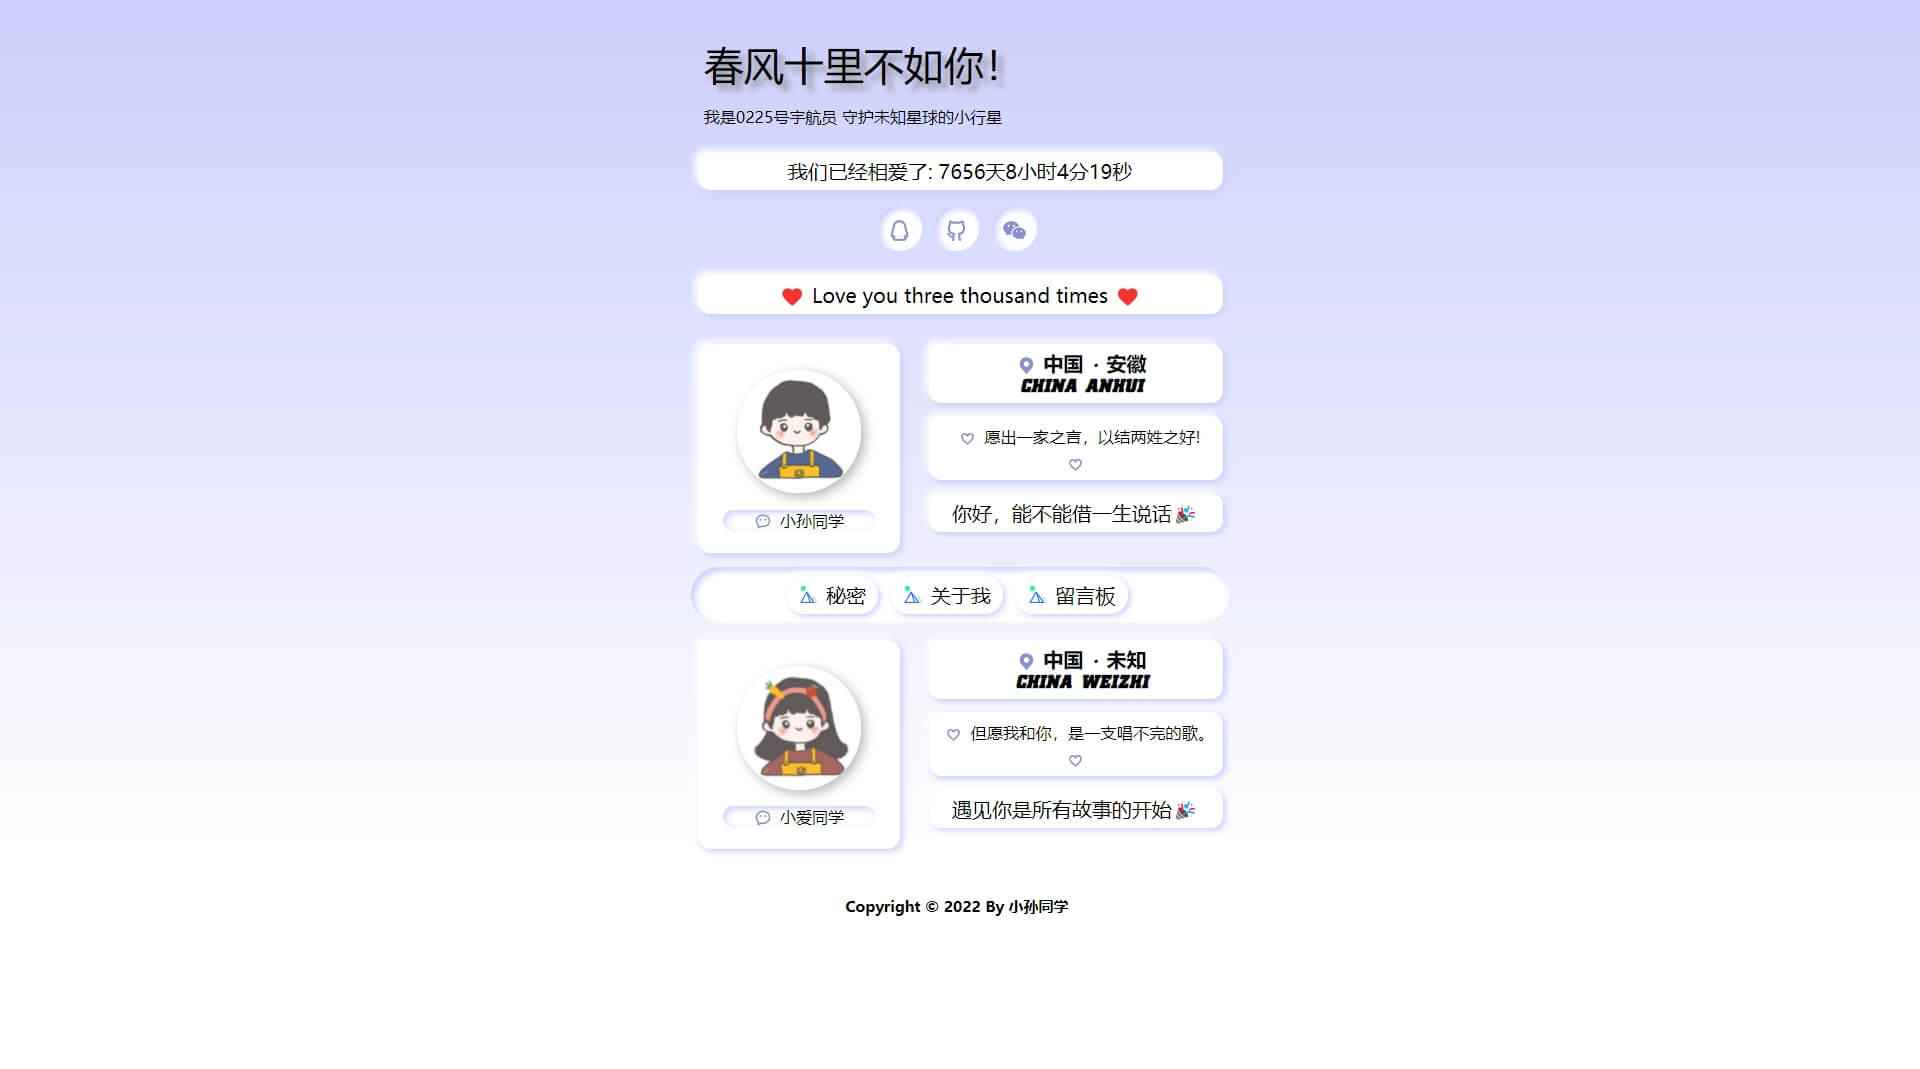 春风十里不如你！
我是0225号宇航员 守护未知星球的小行星
我们已经相爱了: 7656天8小时4分19秒
Love you three thousand times
中国 · 安徽
CHINA ANHUI
愿出一家之言，以结两姓之好!
你好，能不能借一生说话
小孙同学
秘密 关于我 留言板
中国 · 未知
CHINA WEIZHI
但愿我和你，是一支唱不完的歌。
遇见你是所有故事的开始
小爱同学
Copyright © 2022 By 小孙同学